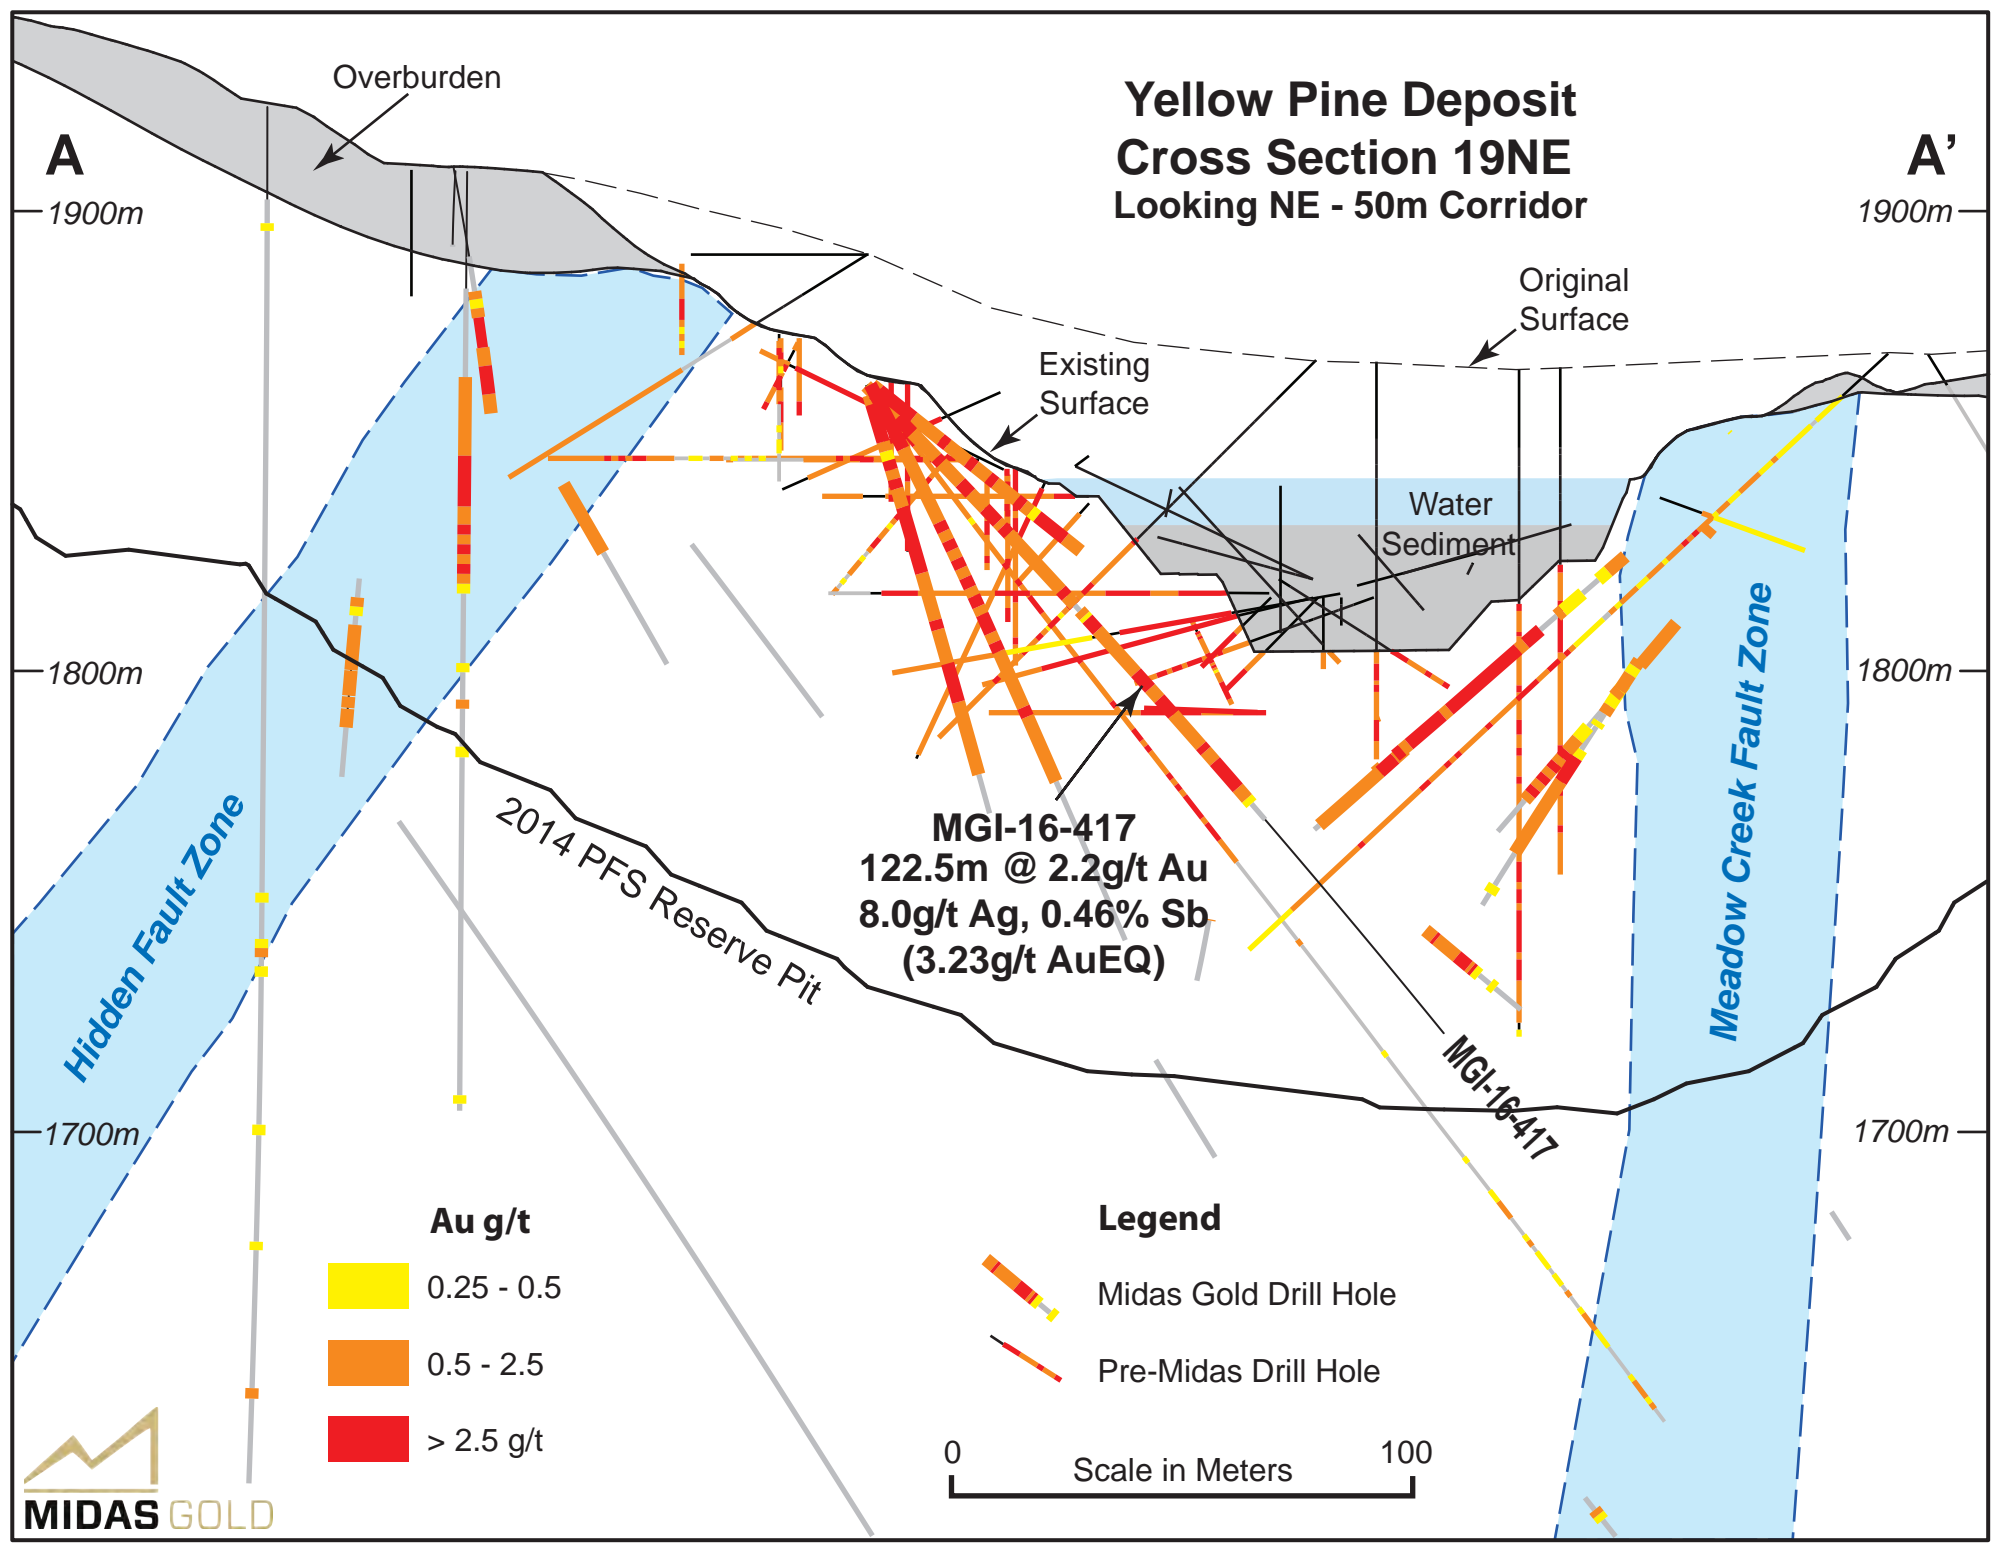 Overburden
Yellow Pine Deposit
Cross Section 19NE
Looking NE - 50m Corridor
A
A’
1900m
1900m
Original
Surface
Existing
Surface
Water
Sediment
1800m
1800m
MGI-16-417
122.5m @ 2.2g/t Au
8.0g/t Ag, 0.46% Sb
(3.23g/t AuEQ)
2014 PFS Reserve Pit
Hidden Fault Zone
Meadow Creek Fault Zone
MGI-16-417
1700m
1700m
Au g/t
0.25 - 0.5
0.5 - 2.5
> 2.5 g/t
Legend
Midas Gold Drill Hole
Pre-Midas Drill Hole
0
100
Scale in Meters
MIDAS GOLD